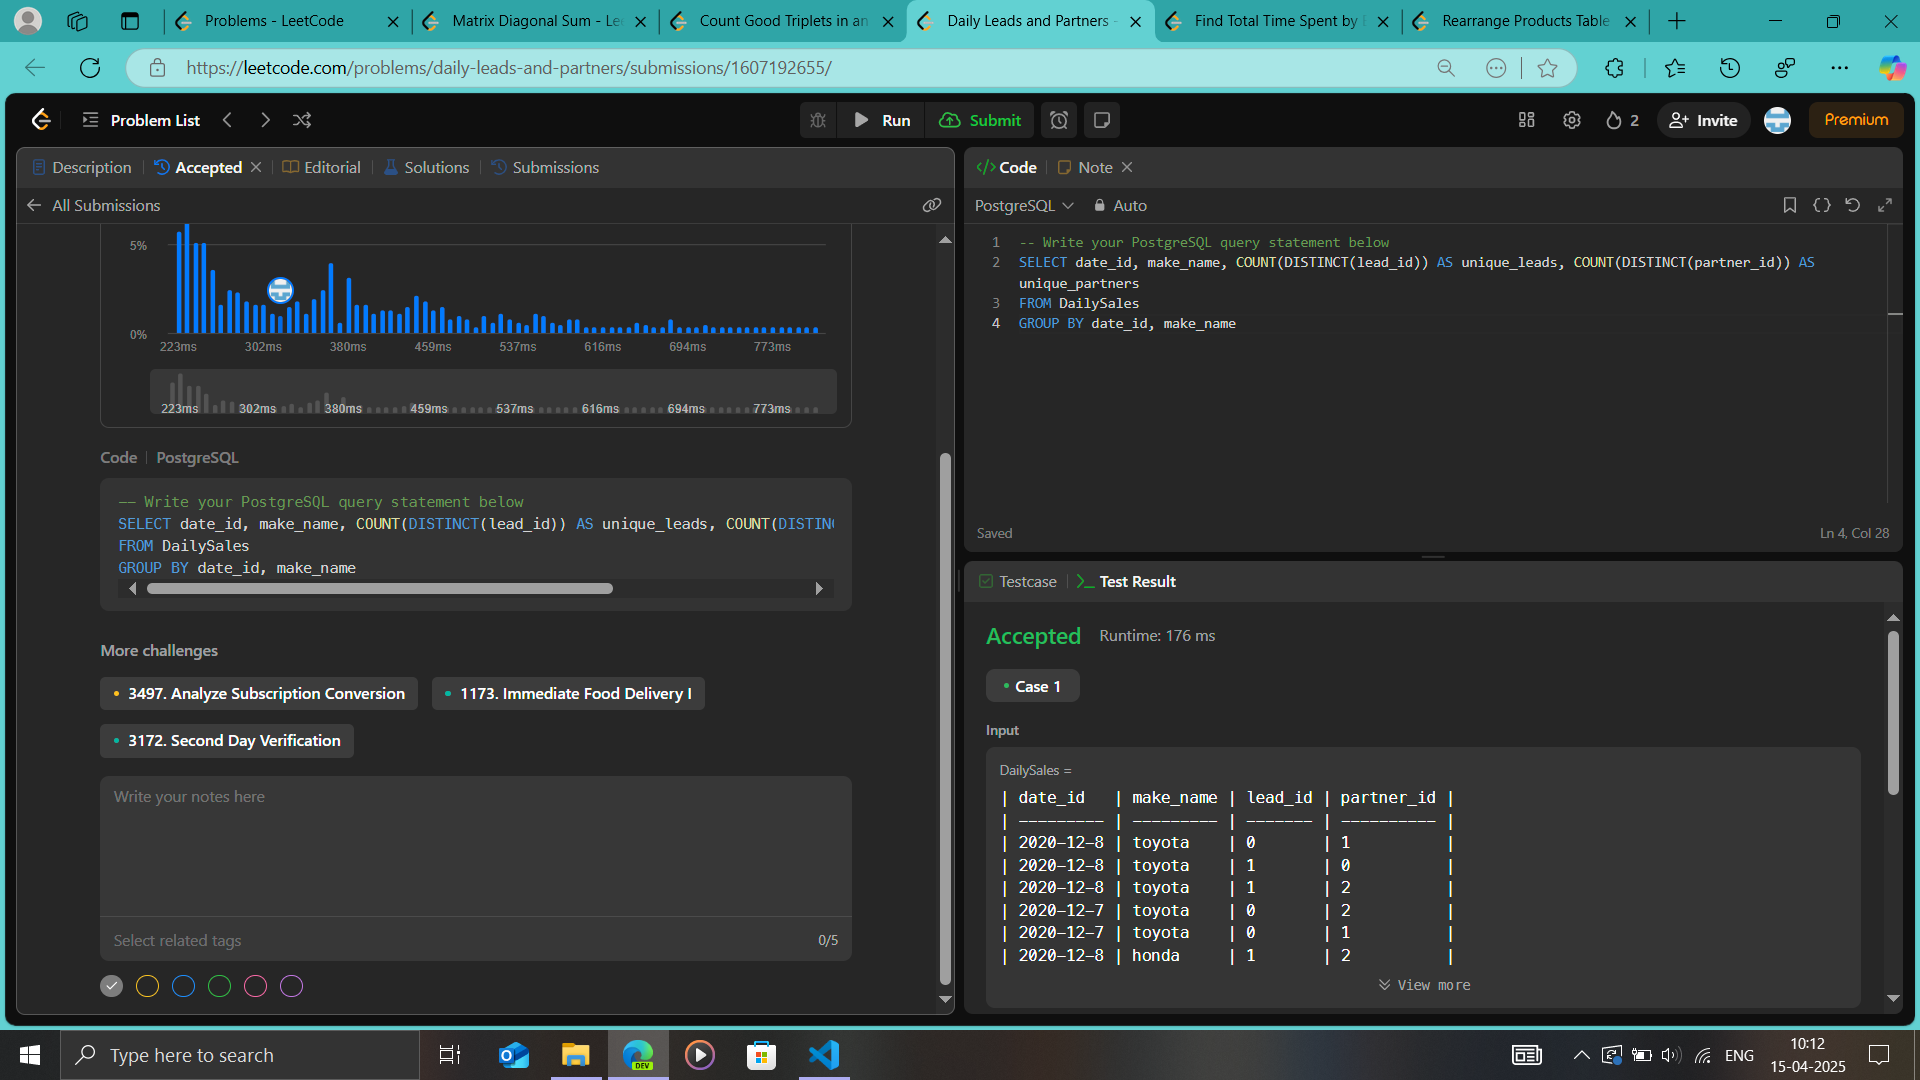 Problems - LeetCode
Matrix Diagonal Sum - Lee
Count Good Triplets in an
Daily Leads and Partners -
Find Total Time Spent by
Rearrange Products Table
https://leetcode.com/problems/daily-leads-and-partners/submissions/1607192655/
Problem List
Run
Submit
2
Invite
Premium
Description
Accepted
Editorial
Solutions
Submissions
All Submissions
5%
0%
223ms 302ms 380ms 459ms 537ms 616ms 694ms 773ms
223ms 302ms 380ms 459ms 537ms 616ms 694ms 773ms
Code
PostgreSQL
-- Write your PostgreSQL query statement below
SELECT date_id, make_name, COUNT(DISTINCT(lead_id)) AS unique_leads, COUNT(DISTINC
FROM DailySales
GROUP BY date_id, make_name
More challenges
3497. Analyze Subscription Conversion
1173. Immediate Food Delivery I
3172. Second Day Verification
Write your notes here
Select related tags
0/5
Code
Note
PostgreSQL
Auto
1 -- Write your PostgreSQL query statement below
2 SELECT date_id, make_name, COUNT(DISTINCT(lead_id)) AS unique_leads, COUNT(DISTINCT(partner_id)) AS
unique_partners
3 FROM DailySales
4 GROUP BY date_id, make_name
Saved
Ln 4, Col 28
Testcase
Test Result
Accepted
Runtime: 176 ms
Case 1
Input
DailySales =
| date_id | make_name | lead_id | partner_id |
| --------- | --------- | ------- | ---------- |
| 2020-12-8 | toyota | 0 | 1 |
| 2020-12-8 | toyota | 1 | 0 |
| 2020-12-8 | toyota | 1 | 2 |
| 2020-12-7 | toyota | 0 | 2 |
| 2020-12-7 | toyota | 0 | 1 |
| 2020-12-8 | honda | 1 | 2 |
View more
Type here to search
DEV
ENG
10:12
15-04-2025